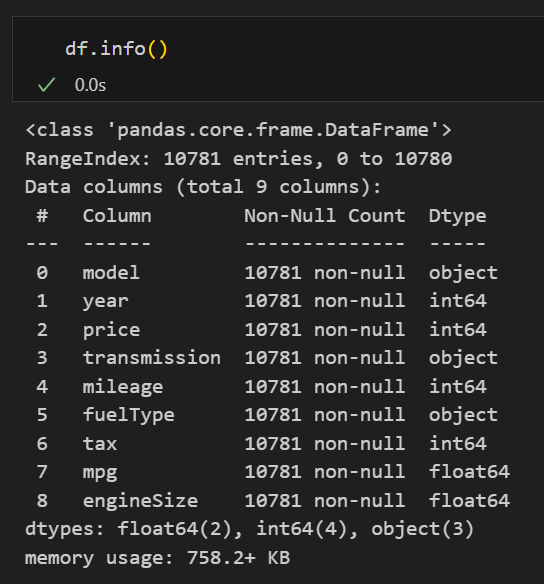 df.info()
0.0s
<class 'pandas.core.frame.DataFrame'>
RangeIndex: 10781 entries, 0 to 10780
Data columns (total 9 columns):
 #   Column        Non-Null Count  Dtype
---  ------        --------------  -----
 0   model         10781 non-null  object
 1   year          10781 non-null  int64
 2   price         10781 non-null  int64
 3   transmission  10781 non-null  object
 4   mileage       10781 non-null  int64
 5   fuelType      10781 non-null  object
 6   tax           10781 non-null  int64
 7   mpg           10781 non-null  float64
 8   engineSize    10781 non-null  float64
dtypes: float64(2), int64(4), object(3)
memory usage: 758.2+ KB